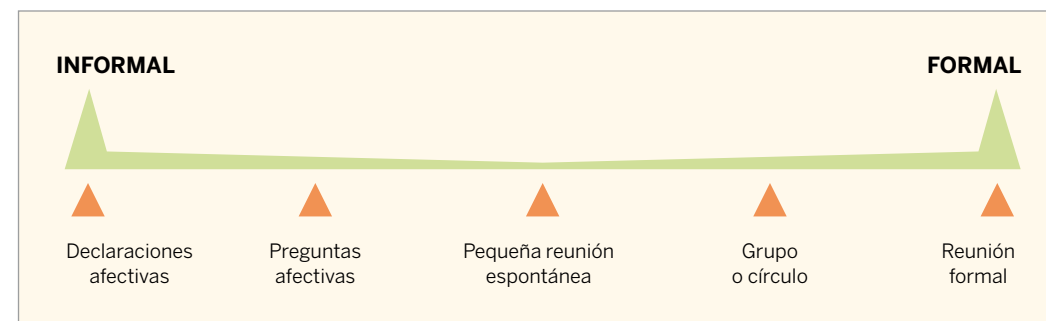 INFORMAL
FORMAL
Declaraciones
afectivas
Preguntas
afectivas
Pequeña reunión
espontánea
Grupo
o círculo
Reunión
formal